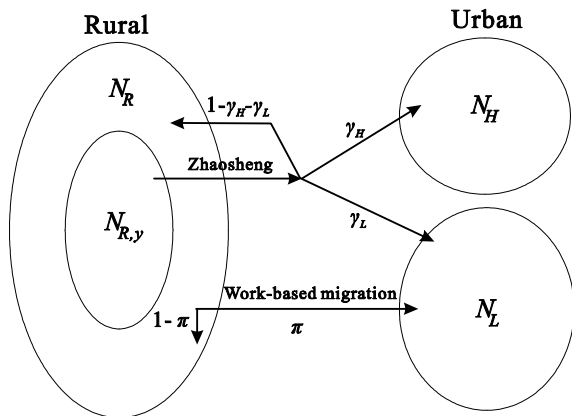 Rural
Urban
N_R
1-γ_H-γ_L
γ_H
N_H
Zhaosheng
N_{R,y}
γ_L
Work-based migration
1- π
π
N_L